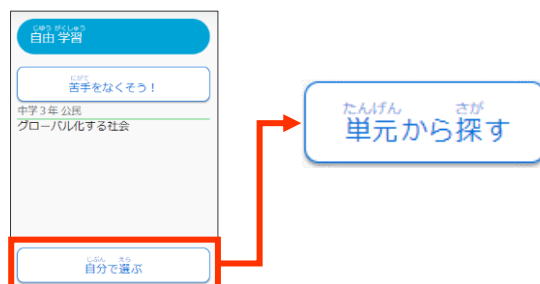 じゆう がくしゅう
自由 学習
にがて
苦手をなくそう！
中学３年 公民
グローバル化する社会
じぶん えら
自分で選ぶ
たんげん さが
単元から探す